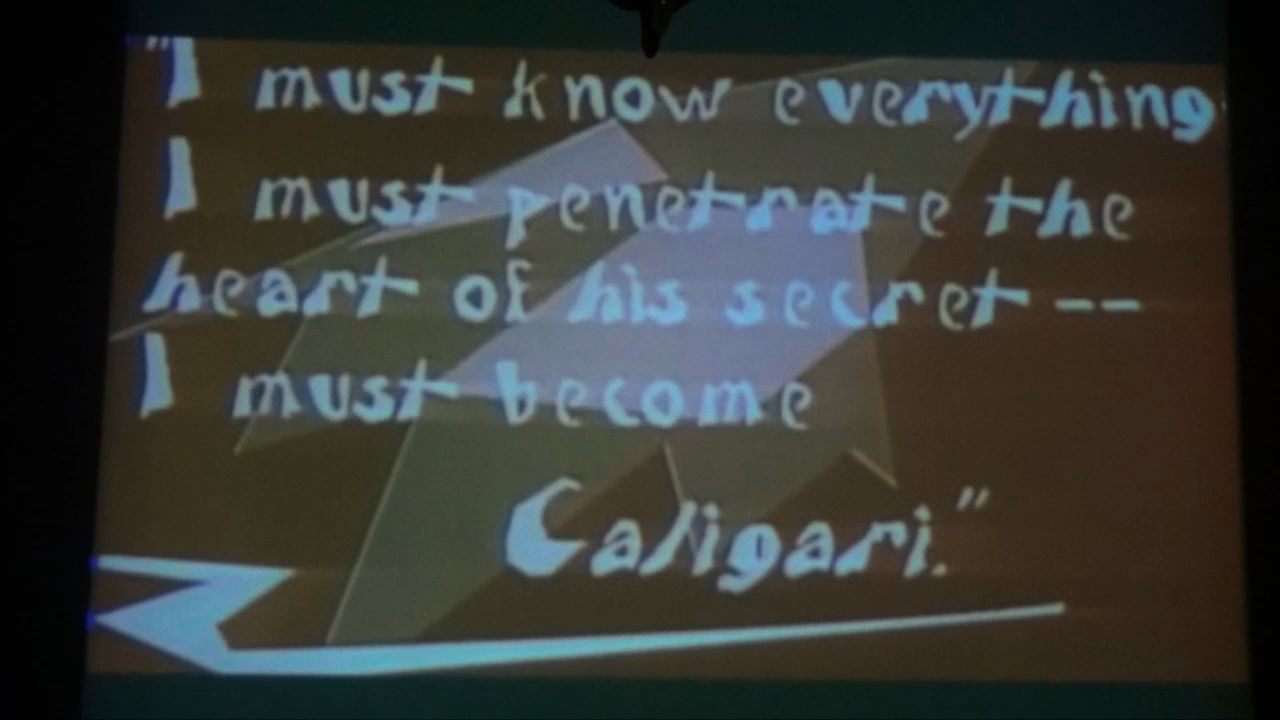 "I must know everything
I must penetrate the
heart of his secret --
I must become
Caligari."